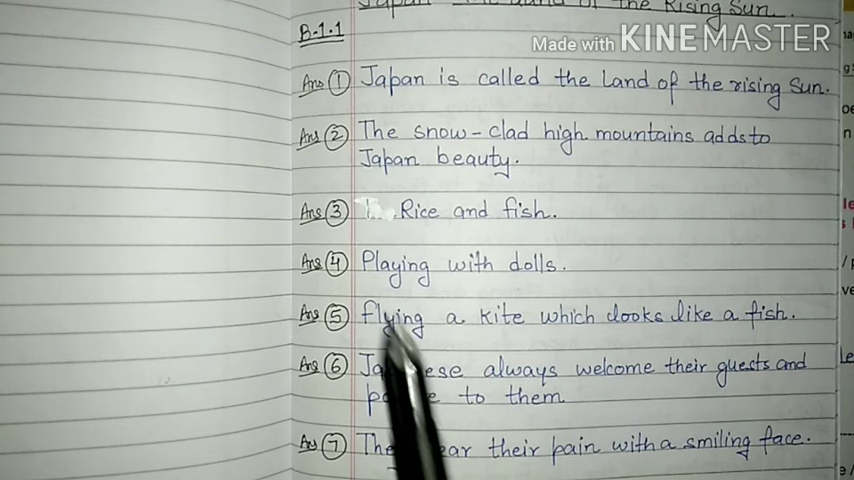 Japan The Land of the Rising Sun.
Made with KINEMASTER
B-1.1
Ans ① Japan is called the Land of the rising Sun.
Ans ② The snow-clad high mountains adds to
Japan beauty.
Ans ③ Rice and fish.
Ans ④ Playing with dolls.
Ans ⑤ Flying a kite which looks like a fish.
Ans ⑥ always welcome their guests and
to them
Ans ⑦ their pain with a smiling face.